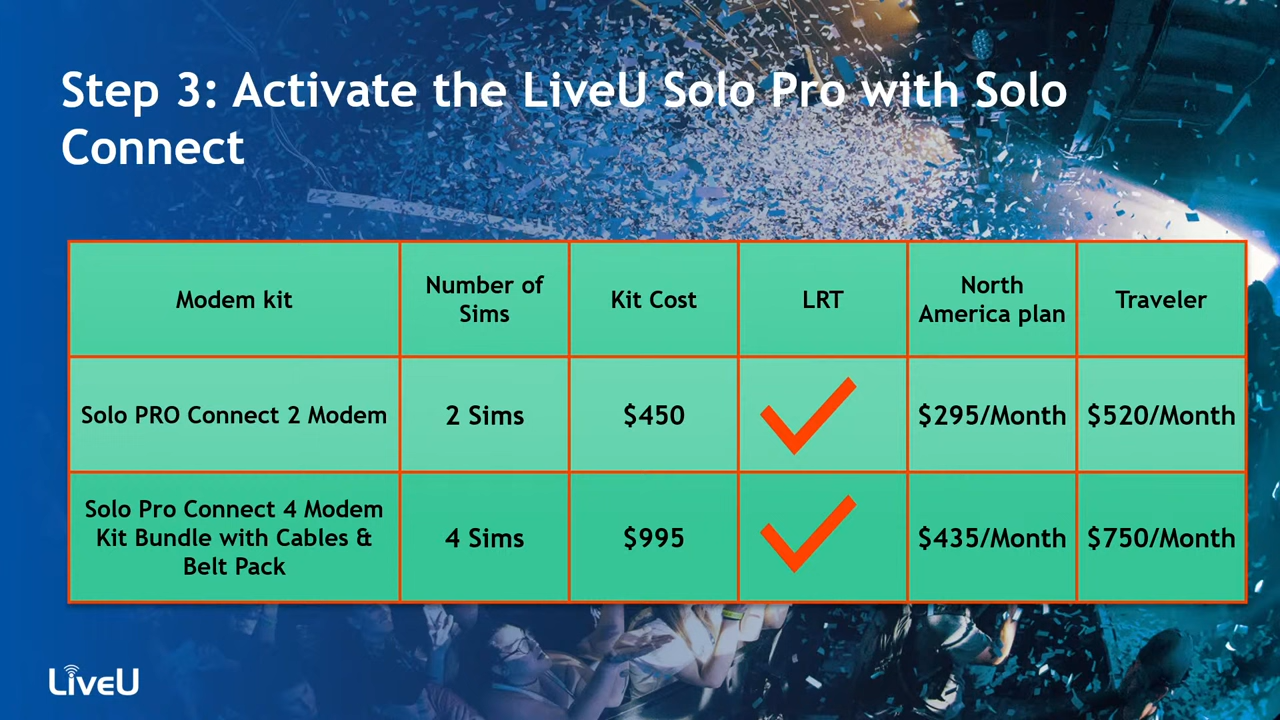 Step 3: Activate the LiveU Solo Pro with Solo
Connect
Modem kit
Number of
Sims
Kit Cost
LRT
North
America plan
Traveler
Solo PRO Connect 2 Modem
2 Sims
$450
$295/Month
$520/Month
Solo Pro Connect 4 Modem
Kit Bundle with Cables &
Belt Pack
4 Sims
$995
$435/Month
$750/Month
LiveU